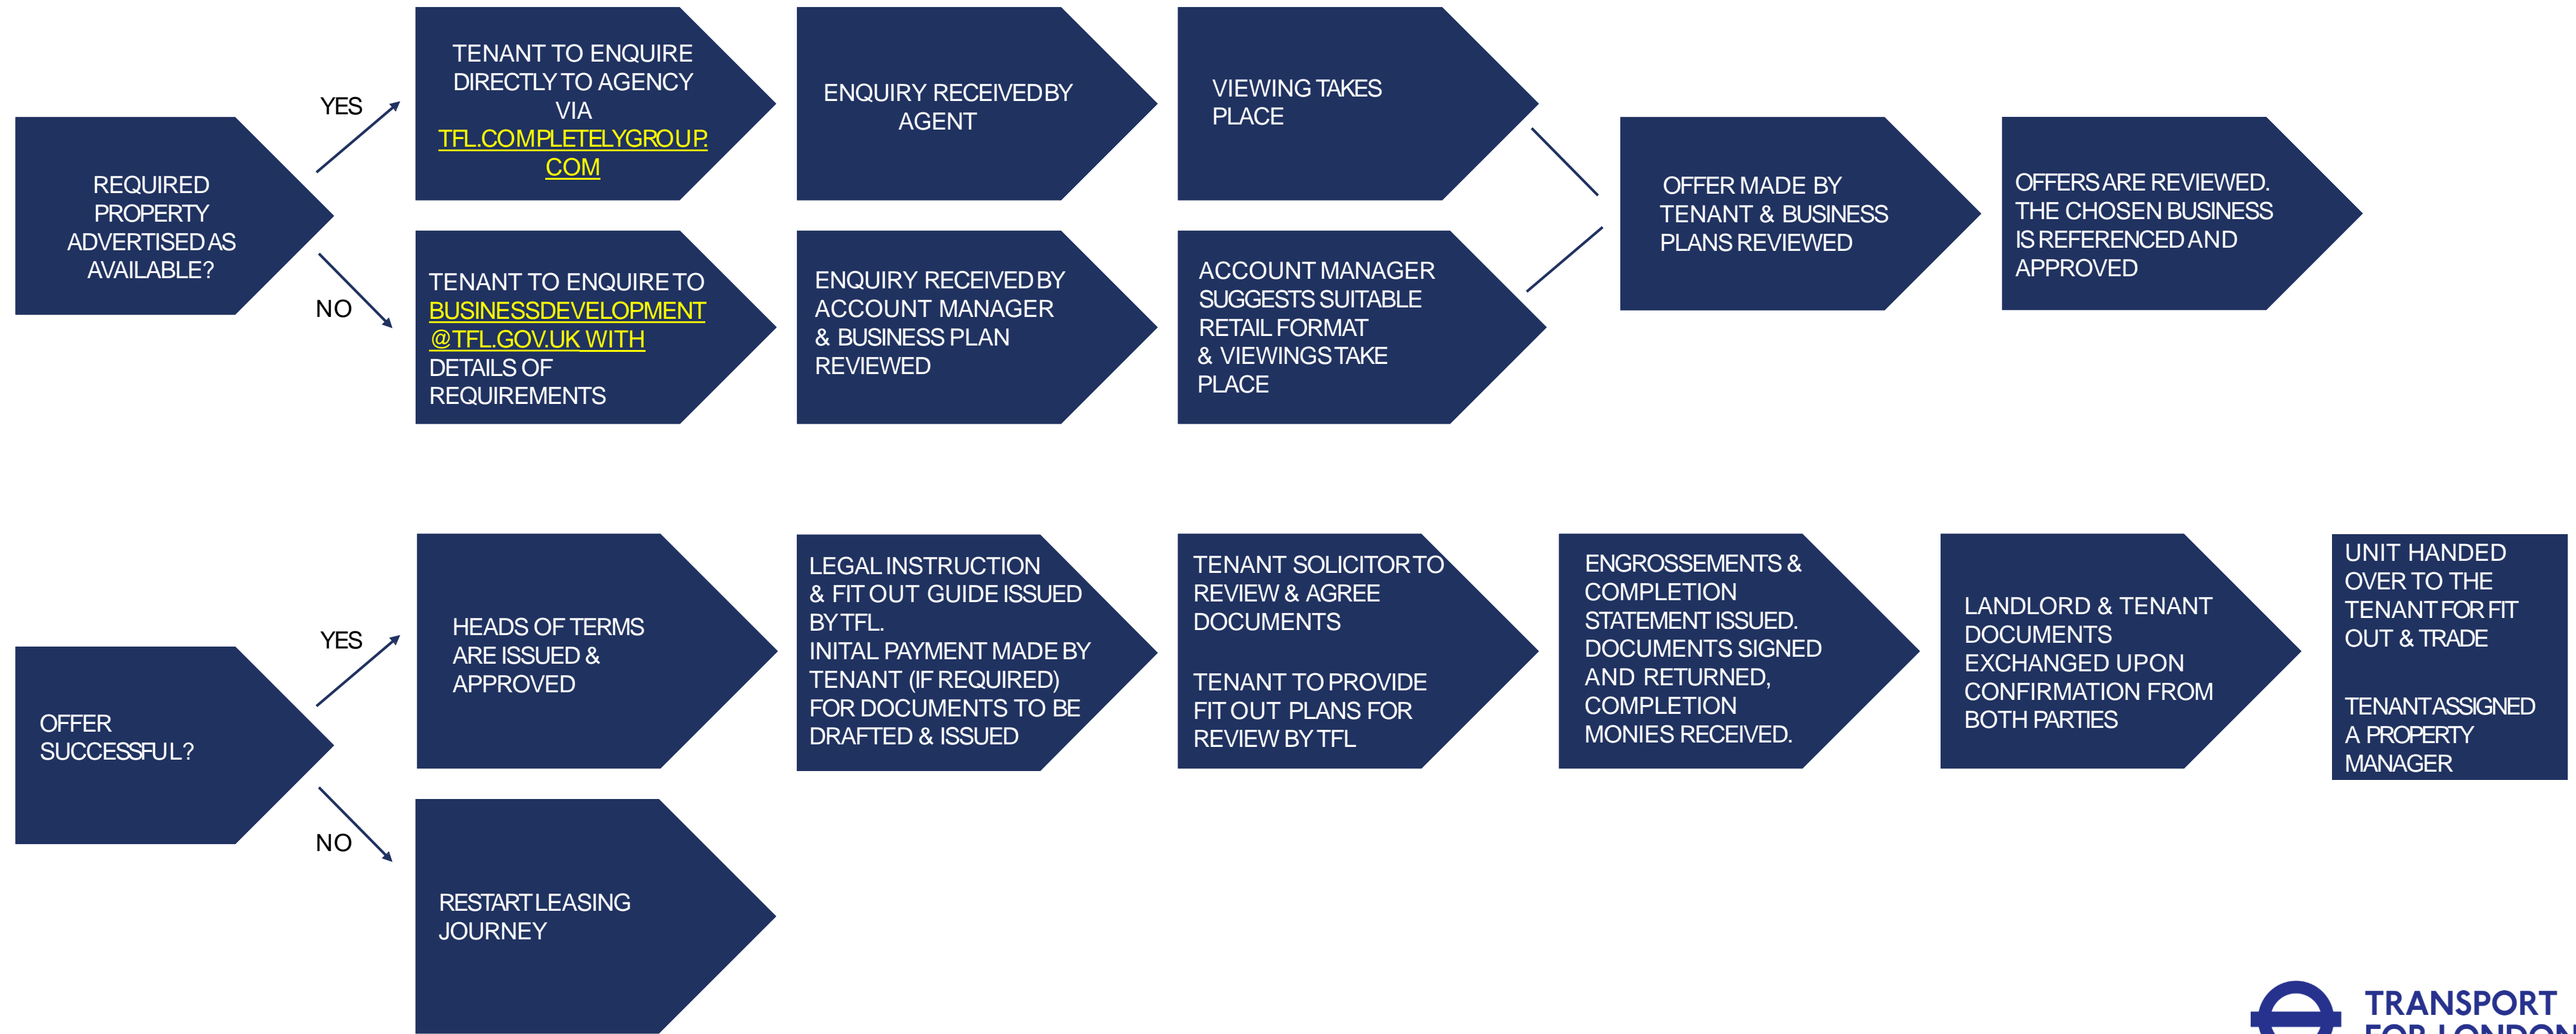 REQUIRED
PROPERTY
ADVERTISED AS
AVAILABLE?
YES
NO
TENANT TO ENQUIRE
DIRECTLY TO AGENCY
VIA
TFL.COMPLETELYGROUP.
COM
ENQUIRY RECEIVED BY
AGENT
VIEWING TAKES
PLACE
TENANT TO ENQUIRE TO
BUSINESSDEVELOPMENT
@TFL.GOV.UK WITH
DETAILS OF
REQUIREMENTS
ENQUIRY RECEIVED BY
ACCOUNT MANAGER
& BUSINESS PLAN
REVIEWED
ACCOUNT MANAGER
SUGGESTS SUITABLE
RETAIL FORMAT
& VIEWINGS TAKE
PLACE
OFFER MADE BY
TENANT & BUSINESS
PLANS REVIEWED
OFFERS ARE REVIEWED.
THE CHOSEN BUSINESS
IS REFERENCED AND
APPROVED
OFFER
SUCCESSFUL?
YES
NO
HEADS OF TERMS
ARE ISSUED &
APPROVED
LEGAL INSTRUCTION
& FIT OUT GUIDE ISSUED
BY TFL.
INITAL PAYMENT MADE BY
TENANT (IF REQUIRED)
FOR DOCUMENTS TO BE
DRAFTED & ISSUED
TENANT SOLICITOR TO
REVIEW & AGREE
DOCUMENTS
TENANT TO PROVIDE
FIT OUT PLANS FOR
REVIEW BY TFL
ENGROSSEMENTS &
COMPLETION
STATEMENT ISSUED.
DOCUMENTS SIGNED
AND RETURNED,
COMPLETION
MONIES RECEIVED.
LANDLORD & TENANT
DOCUMENTS
EXCHANGED UPON
CONFIRMATION FROM
BOTH PARTIES
UNIT HANDED
OVER TO THE
TENANT FOR FIT
OUT & TRADE
TENANT ASSIGNED
A PROPERTY
MANAGER
RESTART LEASING
JOURNEY
TRANSPORT
FOR LONDON